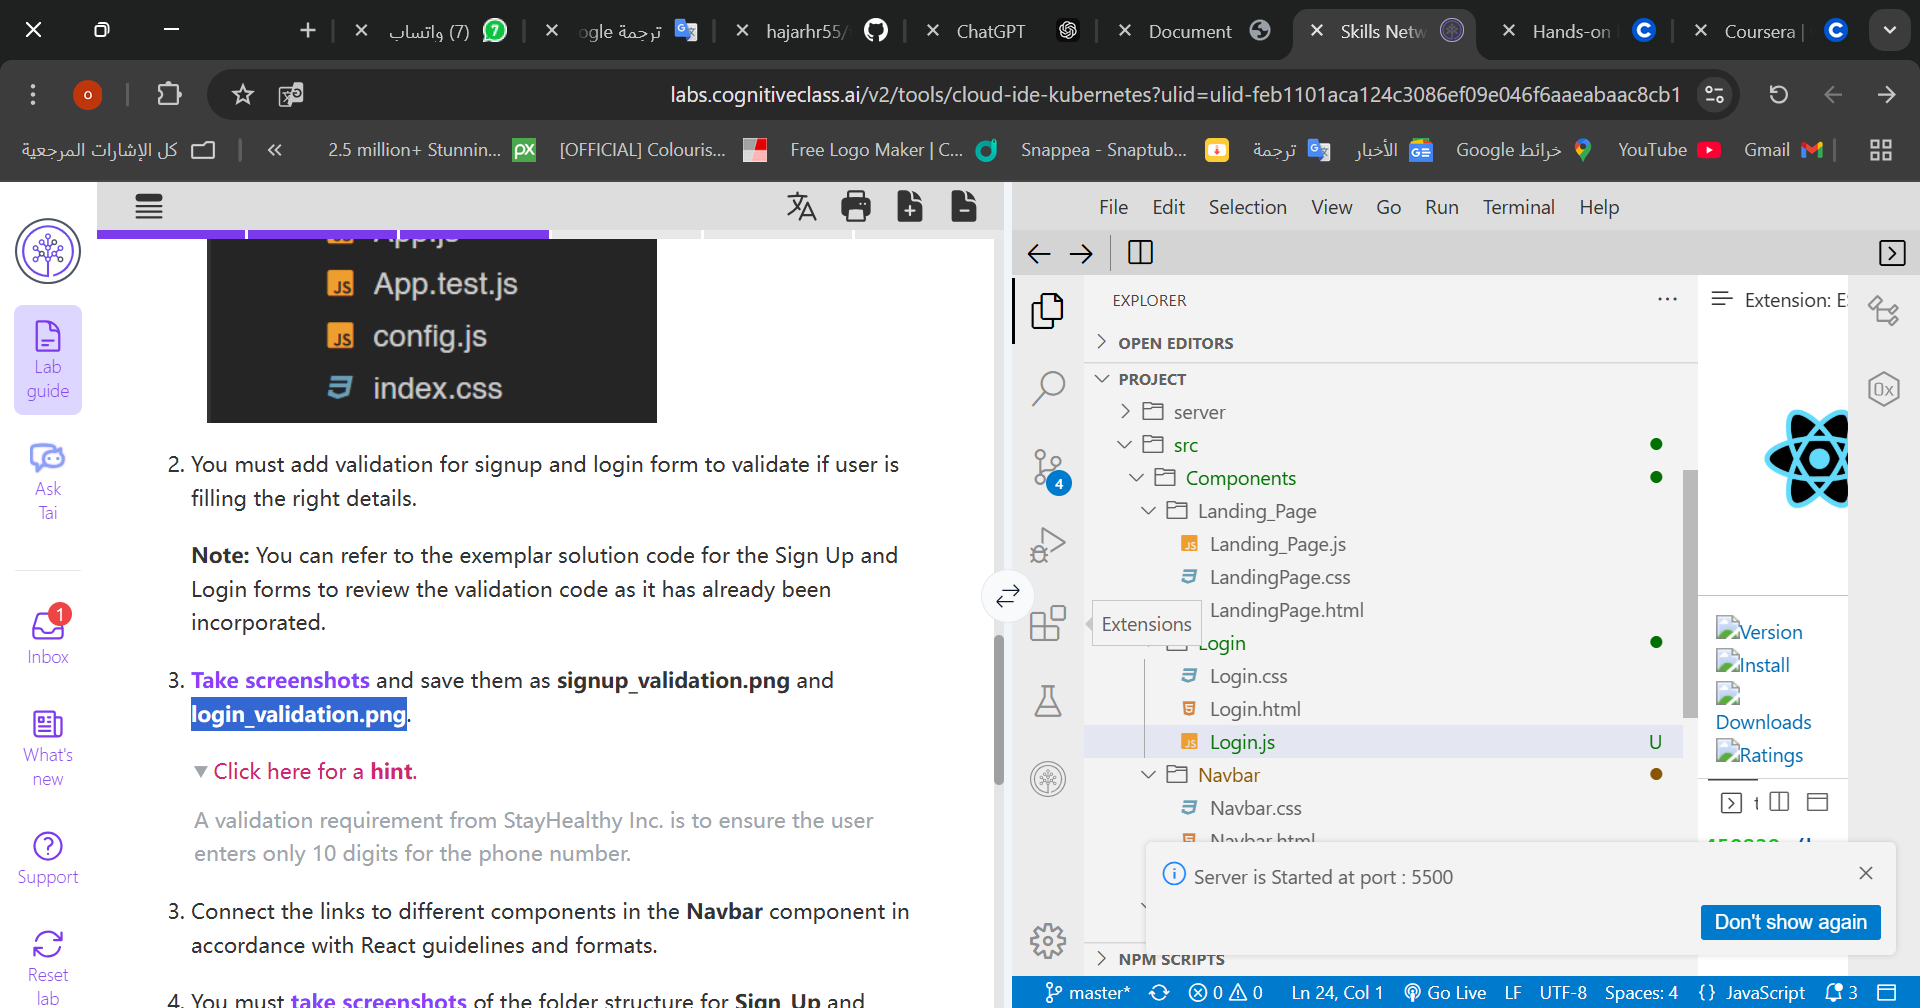 (7) واتساب
ترجمة ogle
hajarhr55/
ChatGPT
Document
Skills Netw
Hands-on
Coursera |
o
labs.cognitiveclass.ai/v2/tools/cloud-ide-kubernetes?ulid=ulid-feb1101aca124c3086ef09e046f6aaeabaac8cb1
كل الإشارات المرجعية
«
2.5 million+ Stunnin...
[OFFICIAL] Colouris...
Free Logo Maker | C...
Snappea - Snaptub...
ترجمة
الأخبار
خرائط Google
YouTube
Gmail
Lab guide
Ask Tai
1
Inbox
What's new
?
Support
Reset lab
App.js
App.test.js
config.js
index.css
2. You must add validation for signup and login form to validate if user is
filling the right details.
Note: You can refer to the exemplar solution code for the Sign Up and
Login forms to review the validation code as it has already been
incorporated.
3. Take screenshots and save them as signup_validation.png and
login_validation.png.
Click here for a hint.
A validation requirement from StayHealthy Inc. is to ensure the user
enters only 10 digits for the phone number.
3. Connect the links to different components in the Navbar component in
accordance with React guidelines and formats.
4. You must take screenshots of the folder structure for Sign_Up and
File Edit Selection View Go Run Terminal Help
EXPLORER
OPEN EDITORS
PROJECT
server
src
Components
Landing_Page
Landing_Page.js
LandingPage.css
LandingPage.html
Extensions
Login
Login.css
Login.html
Login.js U
Navbar
Navbar.css
Navbar.html
NPM SCRIPTS
4
Extension: E
0x
Version
Install
Downloads
Ratings
Server is Started at port : 5500
Don't show again
master* 0 0 Ln 24, Col 1 Go Live LF UTF-8 Spaces: 4 {} JavaScript 3